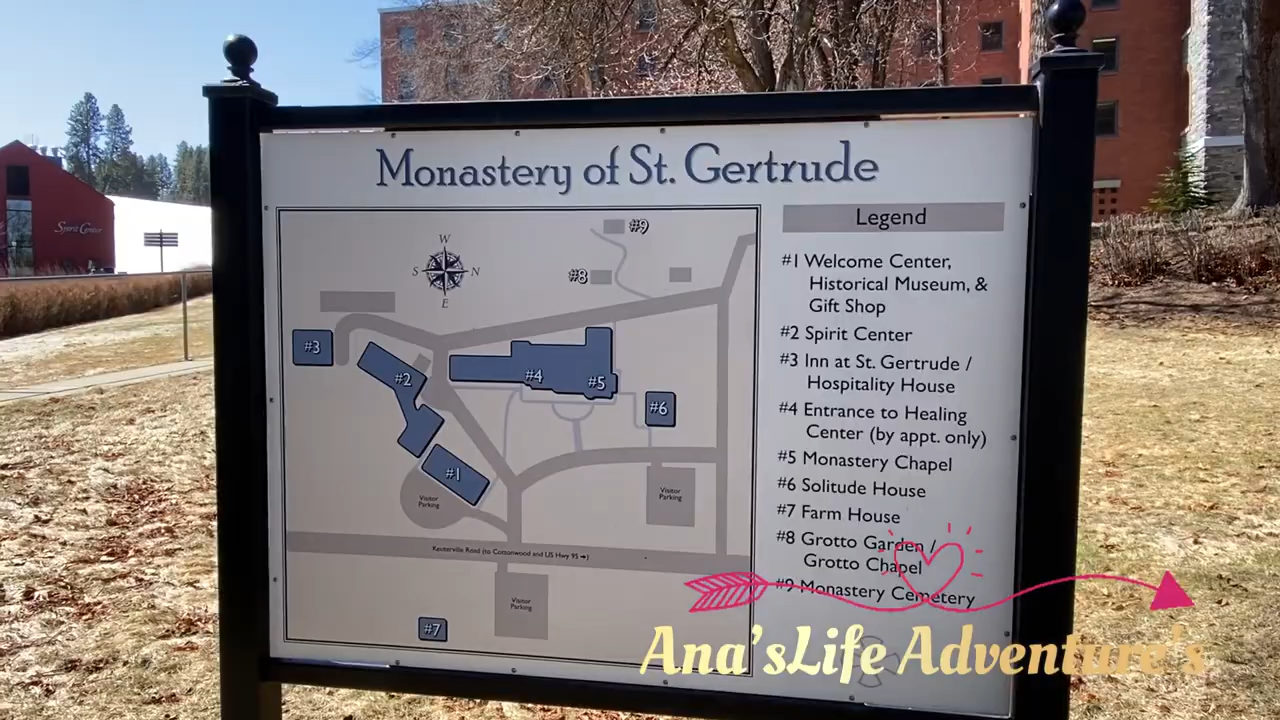 Monastery of St. Gertrude
Spirit Center
Legend
#1 Welcome Center,
Historical Museum, &
Gift Shop
#2 Spirit Center
#3 Inn at St. Gertrude /
Hospitality House
#4 Entrance to Healing
Center (by appt. only)
#5 Monastery Chapel
#6 Solitude House
#7 Farm House
#8 Grotto Garden /
Grotto Chapel
#9 Monastery Cemetery
#9
W
S N
E
#8
#3
#2
#4
#5
#6
#1
Visitor
Parking
Visitor
Parking
Keuterville Road (to Cottonwood and US Hwy 95 ➔)
Visitor
Parking
#7
Ana'sLife Adventure's